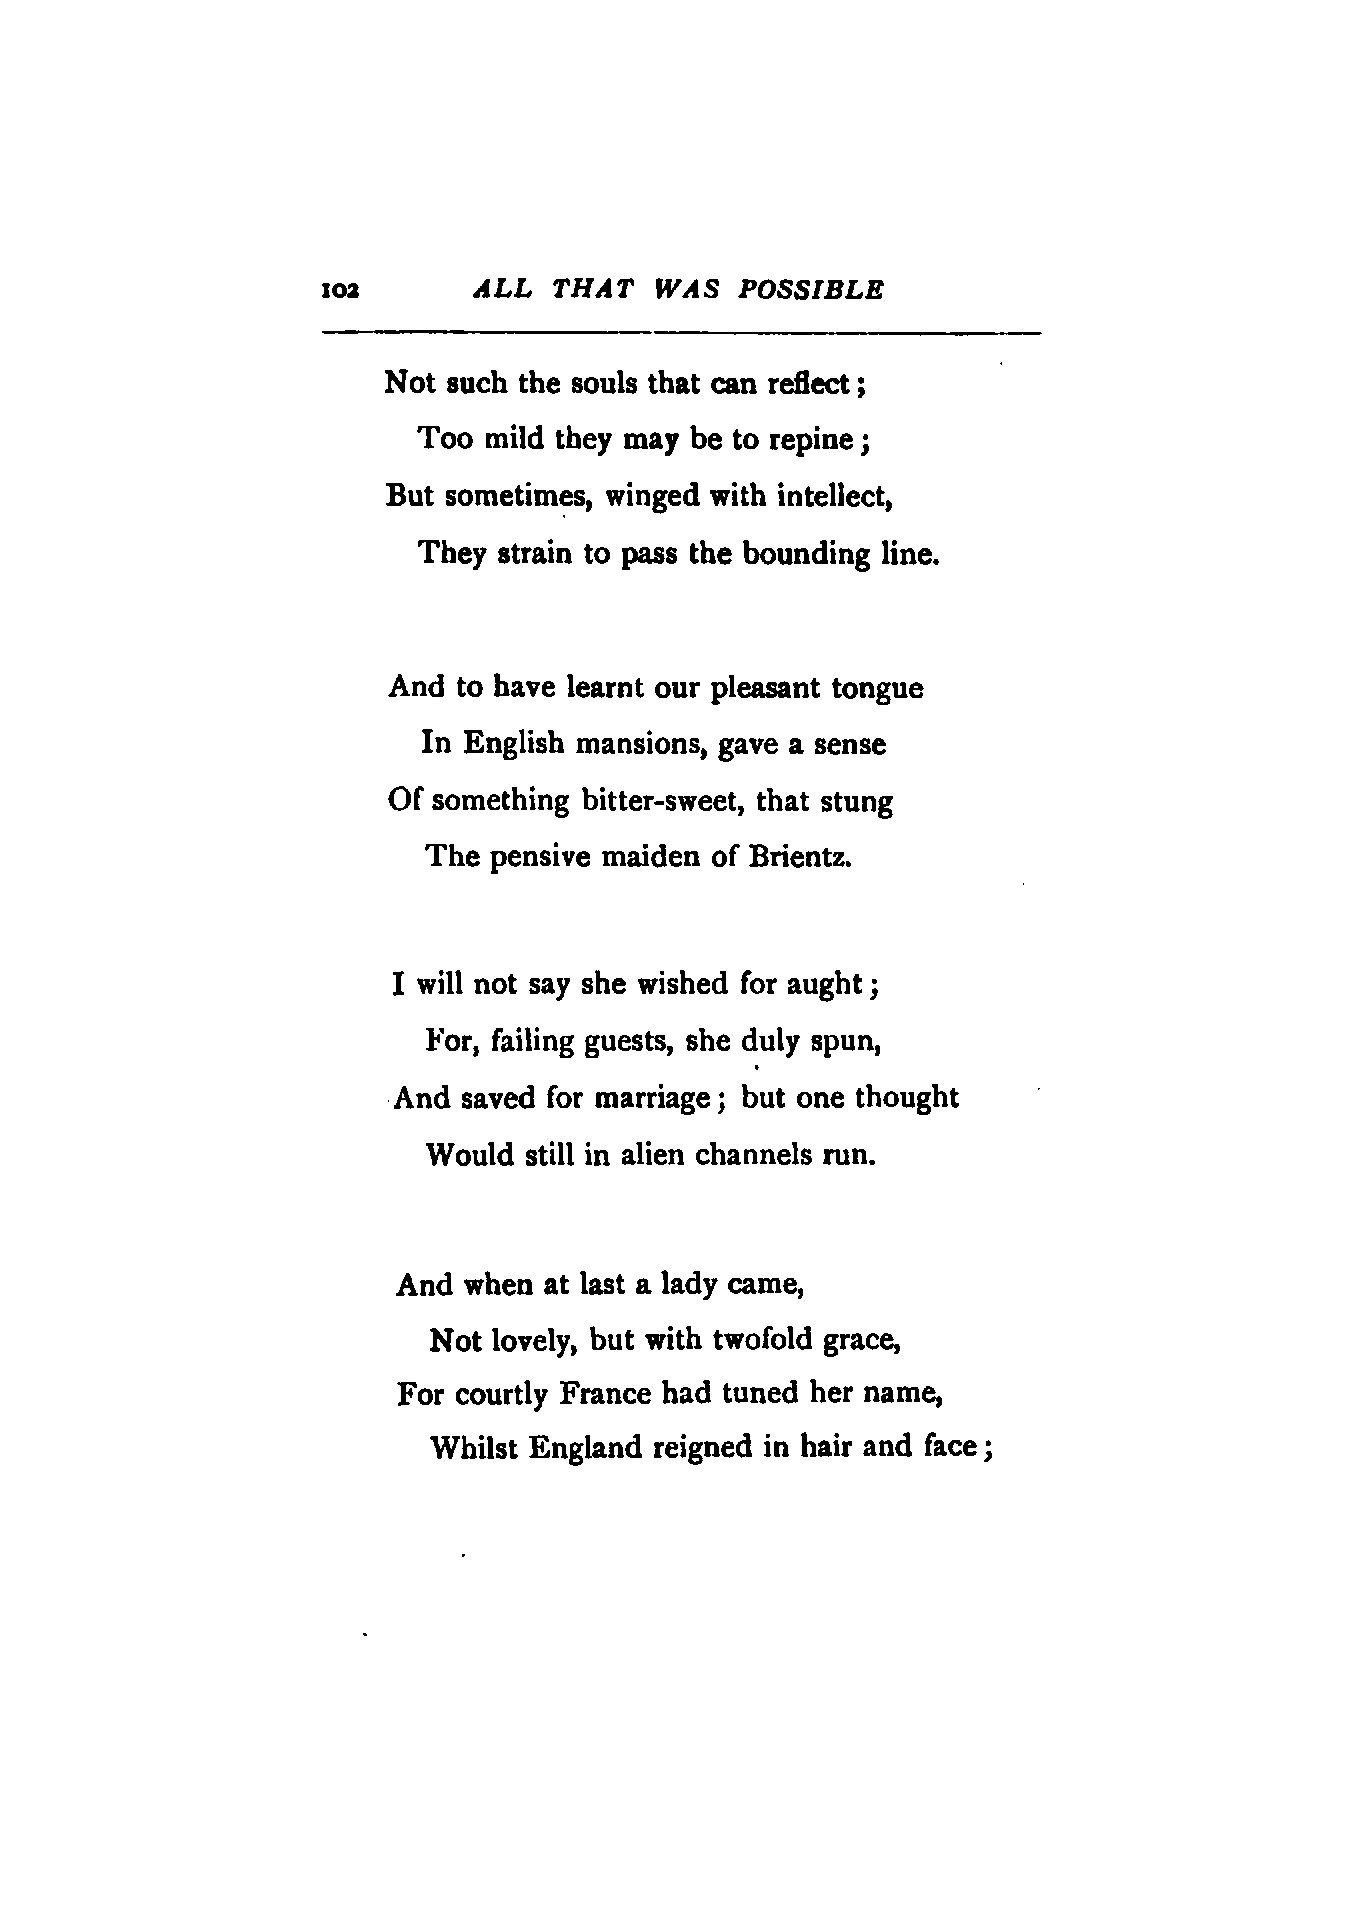 102 ALL THAT WAS POSSIBLE
Not such the souls that can reflect;
Too mild they may be to repine;
But sometimes, winged with intellect,
They strain to pass the bounding line.
And to have learnt our pleasant tongue
In English mansions, gave a sense
Of something bitter-sweet, that stung
The pensive maiden of Brientz.
I will not say she wished for aught;
For, failing guests, she duly spun,
And saved for marriage; but one thought
Would still in alien channels run.
And when at last a lady came,
Not lovely, but with twofold grace,
For courtly France had tuned her name,
Whilst England reigned in hair and face;